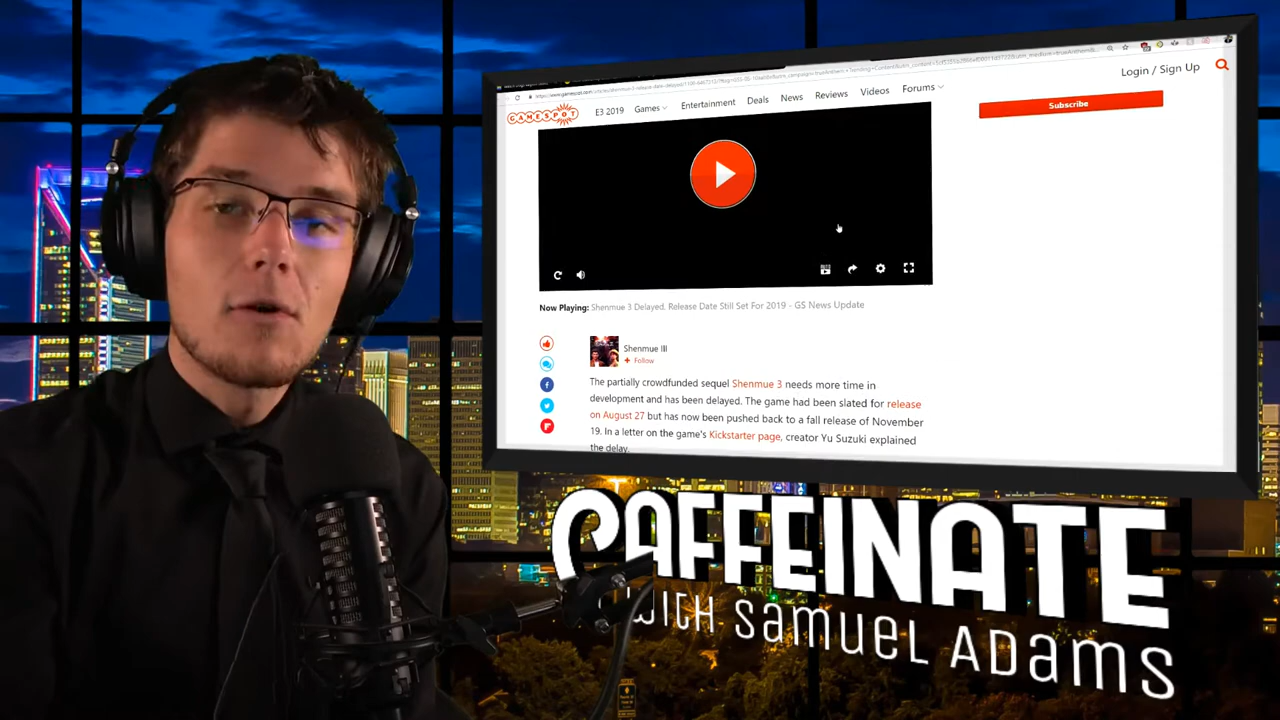 Login / Sign Up
GAMESPOT
E3 2019 Games Entertainment Deals News Reviews Videos Forums
Subscribe
Now Playing: Shenmue 3 Delayed, Release Date Still Set For 2019 - GS News Update
Shenmue III
+ Follow
The partially crowdfunded sequel Shenmue 3 needs more time in
development and has been delayed. The game had been slated for release
on August 27 but has now been pushed back to a fall release of November
19. In a letter on the game's Kickstarter page, creator Yu Suzuki explained
the delay.
CAFFEINATE
WITH SAMUEL ADAMS